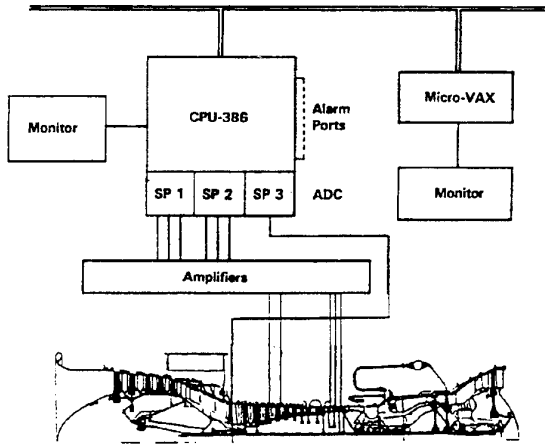 CPU-386
Monitor
Alarm
Ports
Micro-VAX
Monitor
SP 1 SP 2 SP 3 ADC
Amplifiers